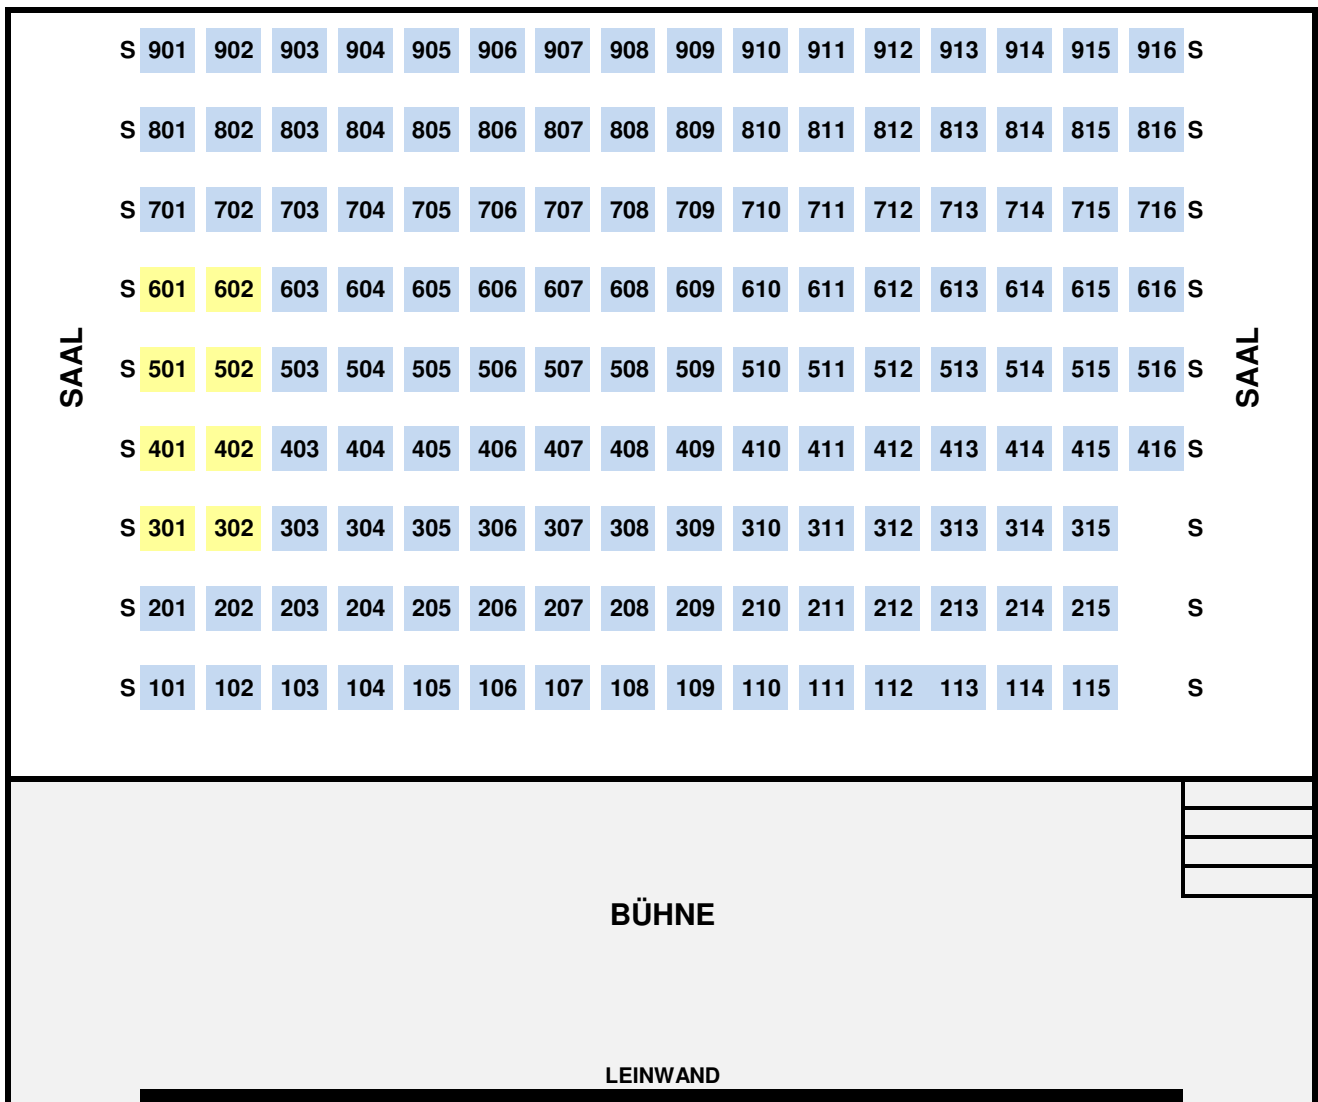 S 901 902 903 904 905 906 907 908 909 910 911 912 913 914 915 916 S
S 801 802 803 804 805 806 807 808 809 810 811 812 813 814 815 816 S
S 701 702 703 704 705 706 707 708 709 710 711 712 713 714 715 716 S
S 601 602 603 604 605 606 607 608 609 610 611 612 613 614 615 616 S
SAAL
S 501 502 503 504 505 506 507 508 509 510 511 512 513 514 515 516 S
SAAL
S 401 402 403 404 405 406 407 408 409 410 411 412 413 414 415 416 S
S 301 302 303 304 305 306 307 308 309 310 311 312 313 314 315 S
S 201 202 203 204 205 206 207 208 209 210 211 212 213 214 215 S
S 101 102 103 104 105 106 107 108 109 110 111 112 113 114 115 S
BÜHNE
LEINWAND